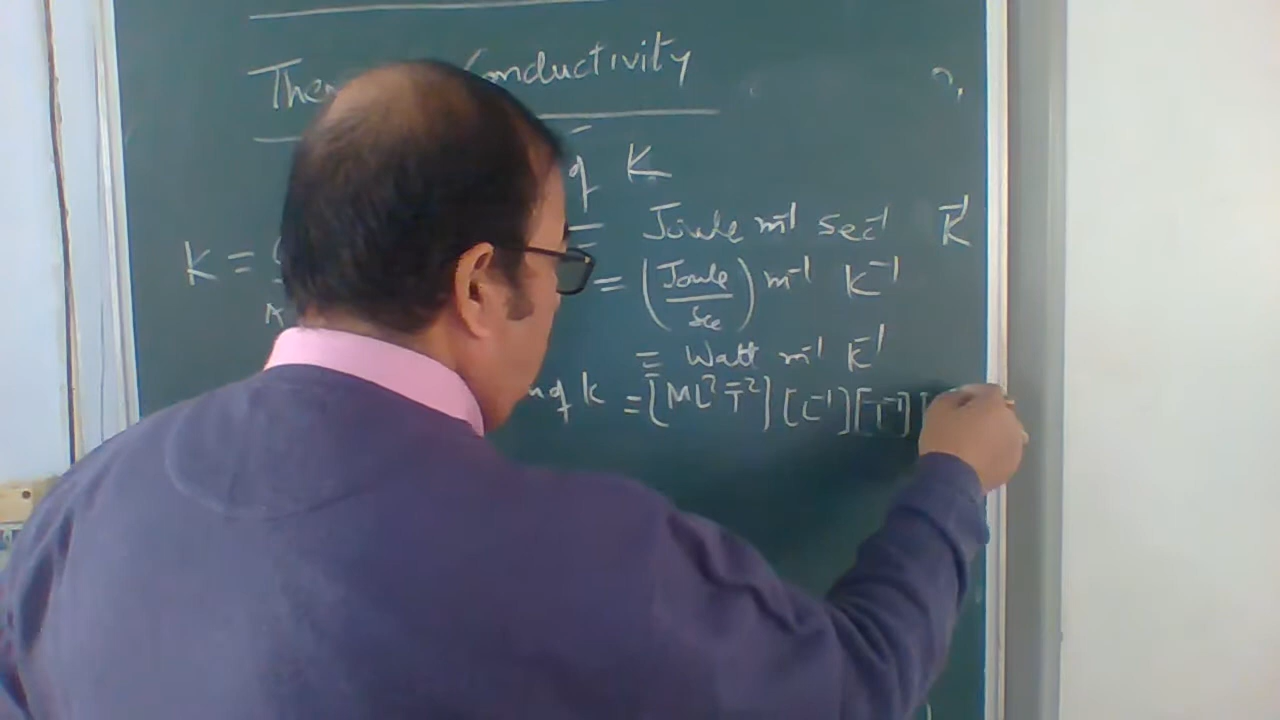 Conductivity
of K
K = = Joule m⁻¹ sec⁻¹ K⁻¹
= (Joule/sec) m⁻¹ K⁻¹
= Watt m⁻¹ K⁻¹
of K = [ML²T⁻²] [L⁻¹] [T⁻¹] [